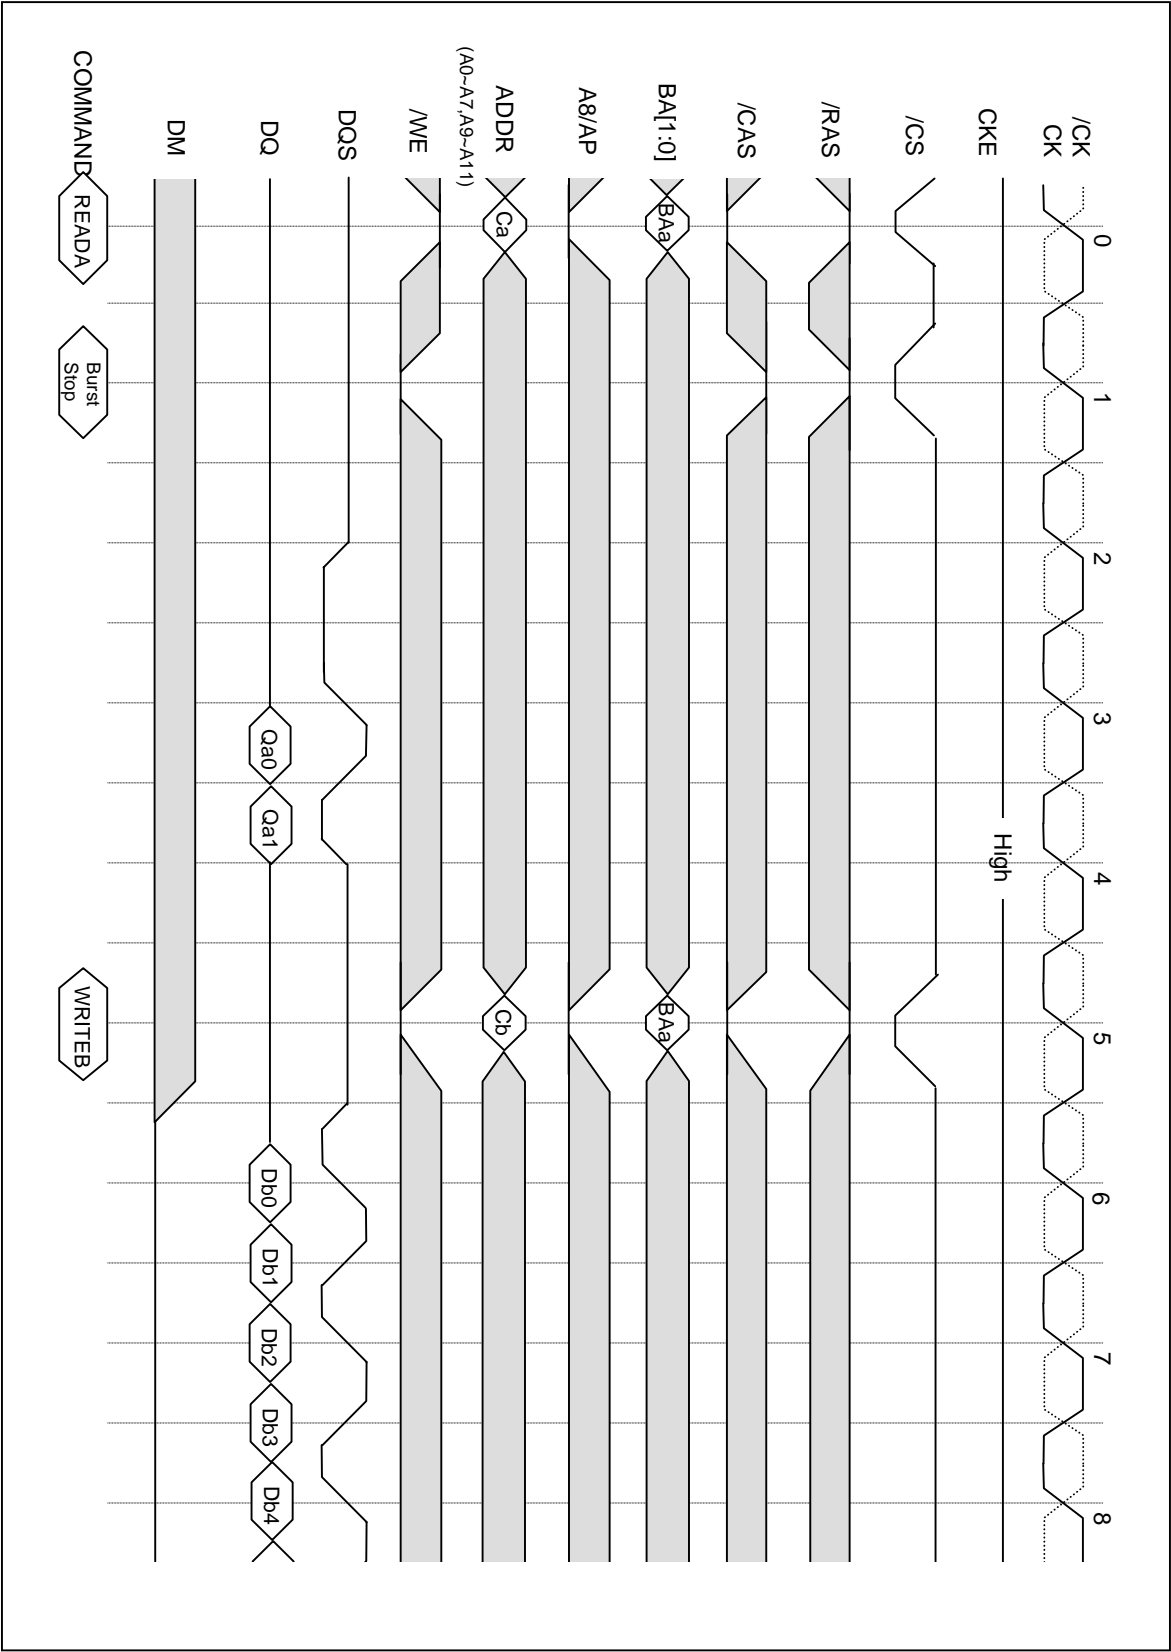 0 1 2 3 4 5 6 7 8
/CK
CK
CKE
High
/CS
/RAS
/CAS
BA[1:0]
BAa
BAa
A8/AP
ADDR
(A0~A7,A9~A11)
Ca
Cb
/WE
DQS
DQ
Qa0
Qa1
Db0
Db1
Db2
Db3
Db4
DM
COMMAND
READA
Burst
Stop
WRITEB